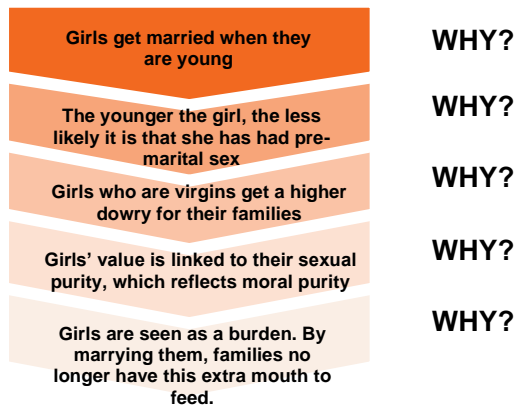 Girls get married when they
are young
WHY?
The younger the girl, the less
likely it is that she has had pre-
marital sex
WHY?
Girls who are virgins get a higher
dowry for their families
WHY?
Girls’ value is linked to their sexual
purity, which reflects moral purity
WHY?
Girls are seen as a burden. By
marrying them, families no
longer have this extra mouth to
feed.
WHY?